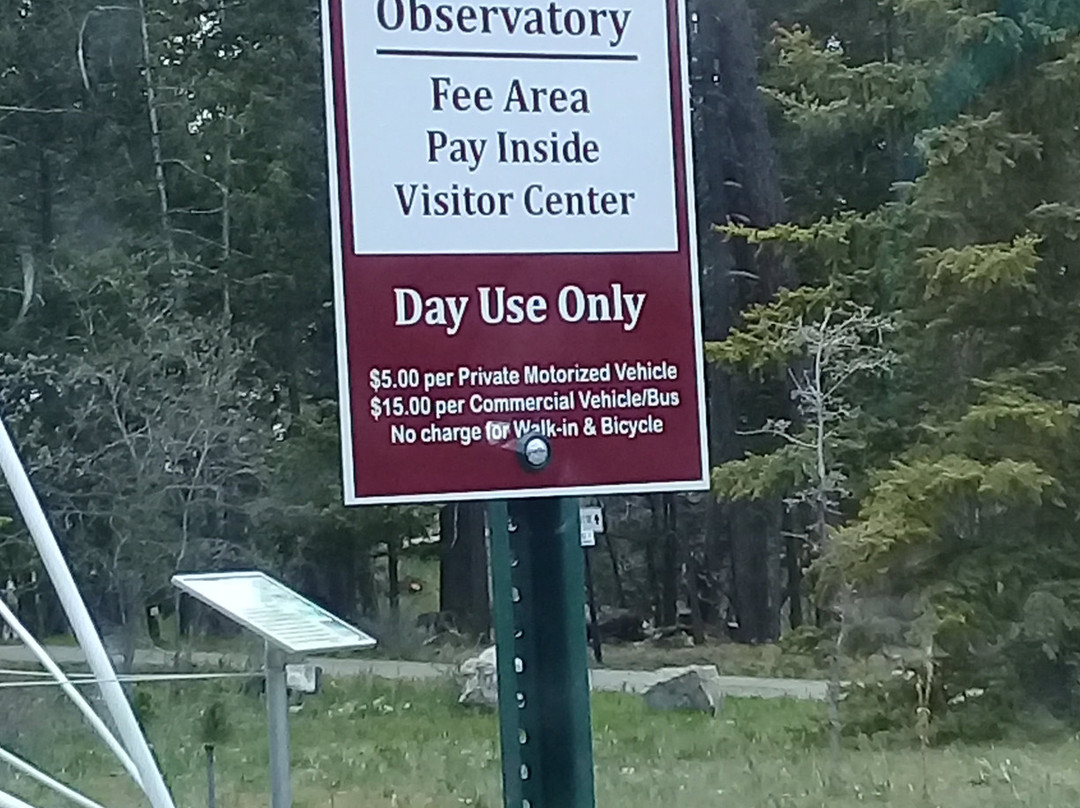 Observatory
Fee Area
Pay Inside
Visitor Center
Day Use Only
$5.00 per Private Motorized Vehicle
$15.00 per Commercial Vehicle/Bus
No charge for Walk-in & Bicycle